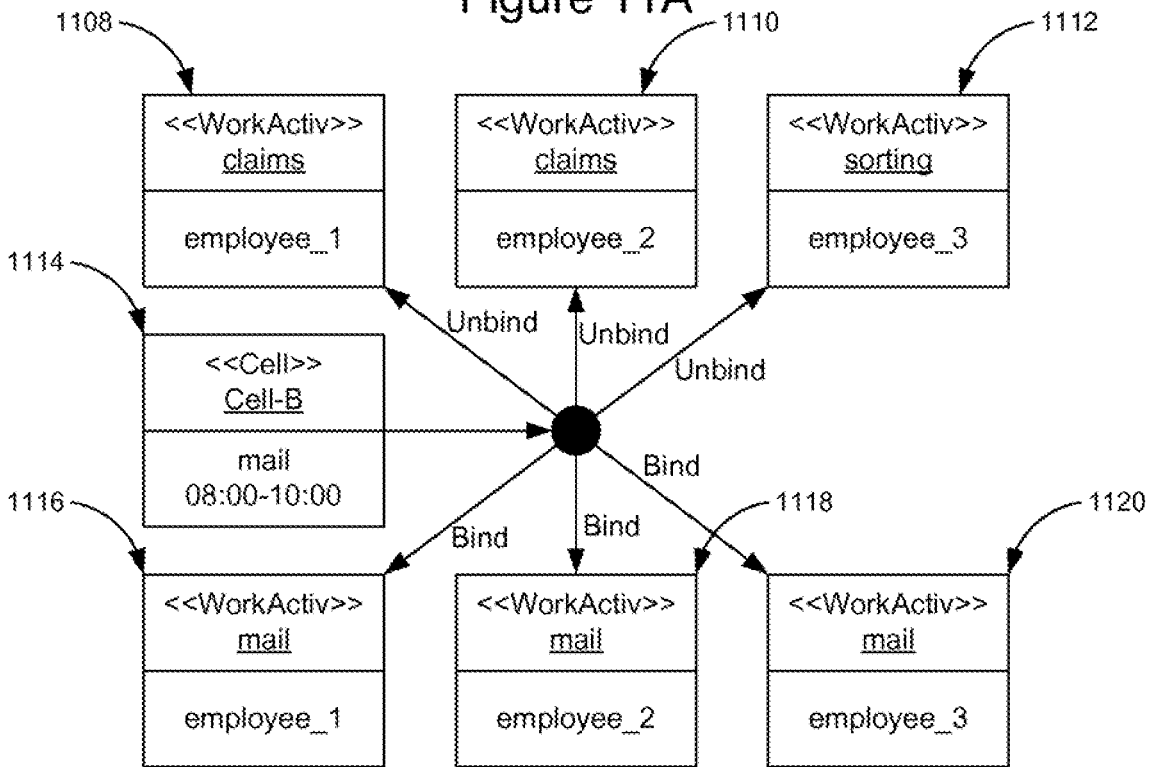 Figure 11A
1108
1110
1112
<<WorkActiv>>
claims
employee_1
<<WorkActiv>>
claims
employee_2
<<WorkActiv>>
sorting
employee_3
1114
Unbind
Unbind
Unbind
<<Cell>>
Cell-B
mail
08:00-10:00
1116
Bind
Bind
Bind
1118
1120
<<WorkActiv>>
mail
employee_1
<<WorkActiv>>
mail
employee_2
<<WorkActiv>>
mail
employee_3